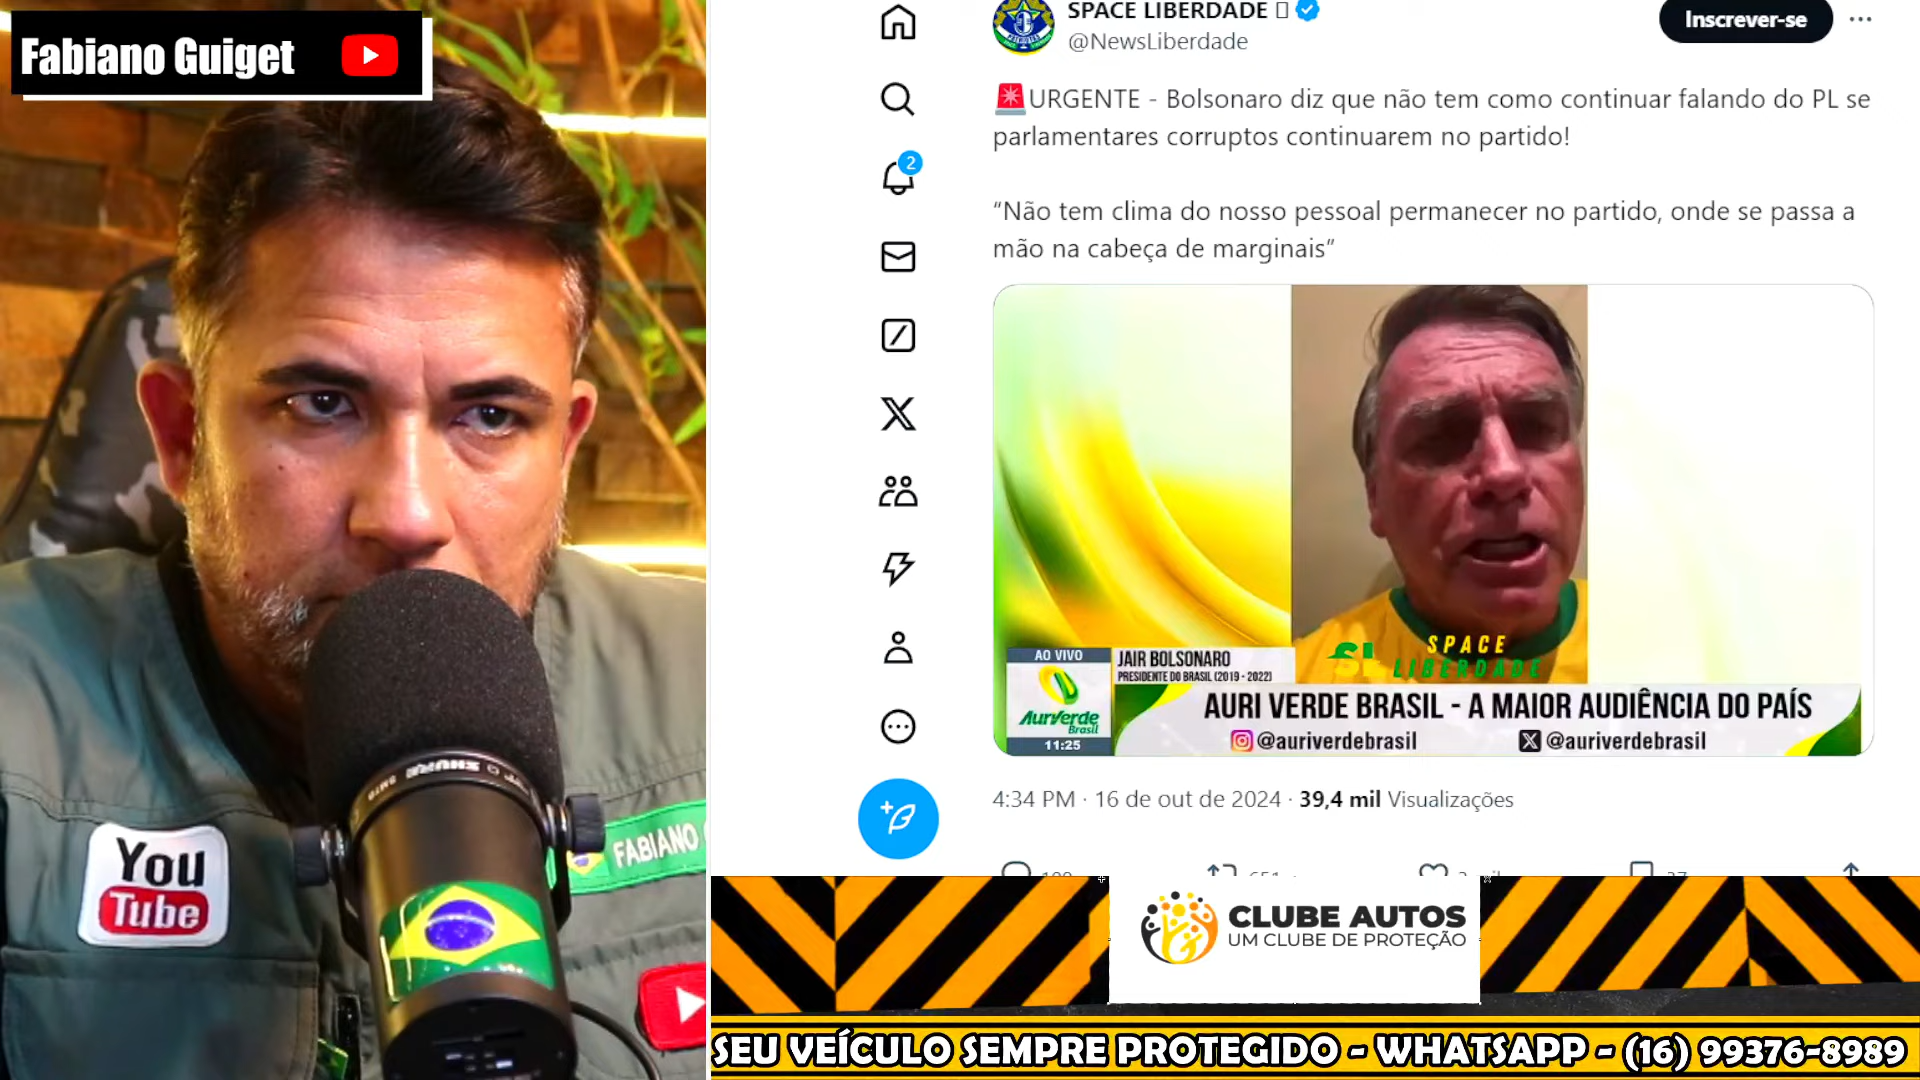 Fabiano Guiget
SPACE LIBERDADE
@NewsLiberdade
Inscrever-se
2
🚨URGENTE - Bolsonaro diz que não tem como continuar falando do PL se
parlamentares corruptos continuarem no partido!
“Não tem clima do nosso pessoal permanecer no partido, onde se passa a
mão na cabeça de marginais”
SL SPACE
LIBERDADE
AO VIVO
JAIR BOLSONARO
PRESIDENTE DO BRASIL (2019 - 2022)
AurVerde
Brasil
11:25
AURI VERDE BRASIL - A MAIOR AUDIÊNCIA DO PAÍS
@auriverdebrasil
@auriverdebrasil
4:34 PM · 16 de out de 2024 · 39,4 mil Visualizações
You
Tube
FABIANO
CLUBE AUTOS
UM CLUBE DE PROTEÇÃO
SEU VEÍCULO SEMPRE PROTEGIDO - WHATSAPP - (16) 99376-8989